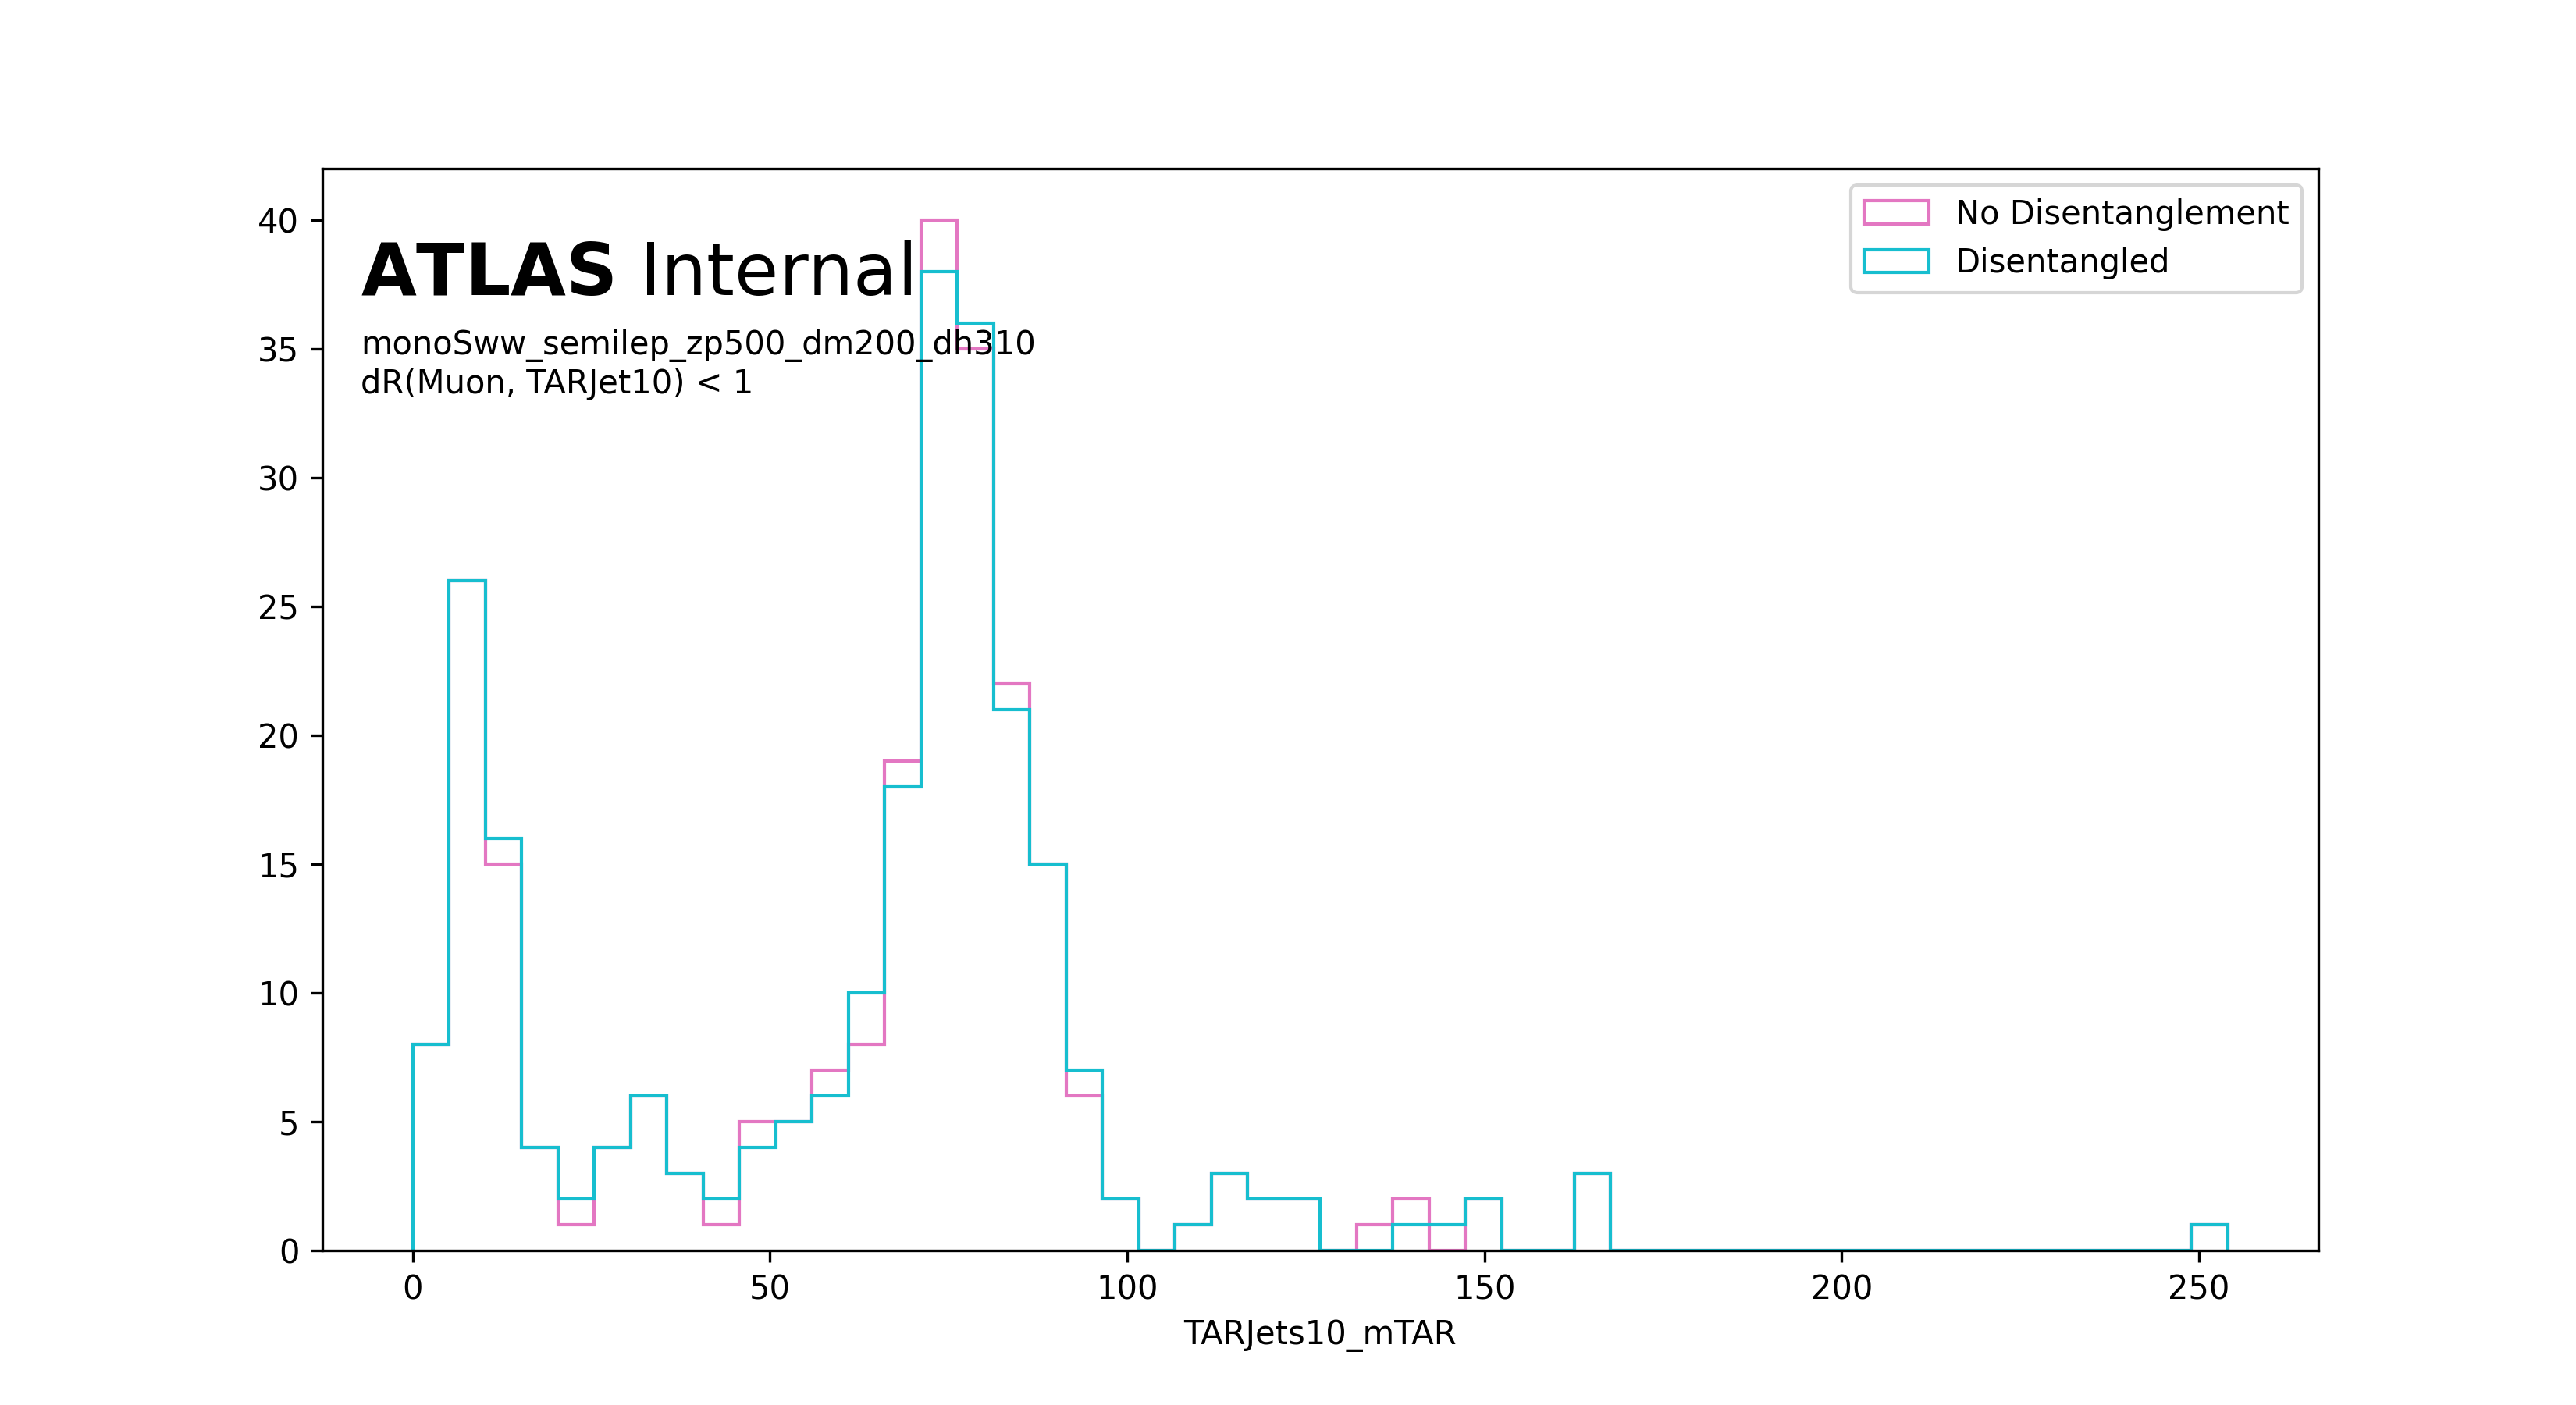 ATLAS Internal
monoSww_semilep_zp500_dm200_dh310
dR(Muon, TARJet10) < 1
No Disentanglement
Disentangled
40
35
30
25
20
15
10
5
0
0 50 100 150 200 250
TARJets10_mTAR